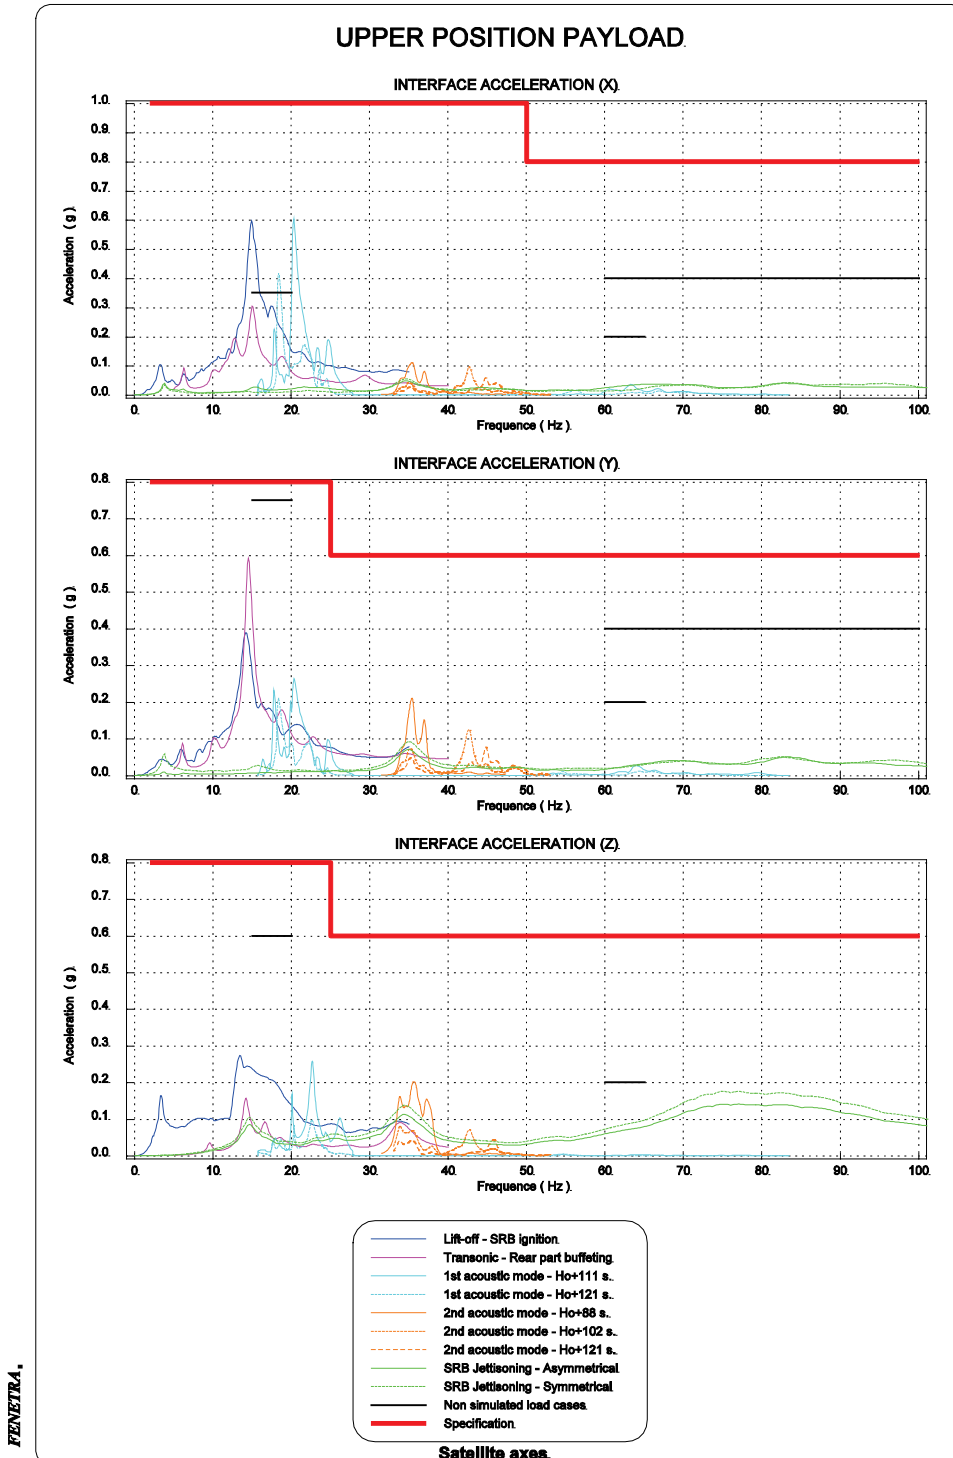 UPPER POSITION PAYLOAD.
INTERFACE ACCELERATION (X).
Acceleration ( g ).
1.0.
0.9.
0.8.
0.7.
0.6.
0.5.
0.4.
0.3.
0.2.
0.1.
0.0.
0. 10. 20. 30. 40. 50. 60. 70. 80. 90. 100.
Frequence ( Hz ).
INTERFACE ACCELERATION (Y).
Acceleration ( g ).
0.8.
0.7.
0.6.
0.5.
0.4.
0.3.
0.2.
0.1.
0.0.
0. 10. 20. 30. 40. 50. 60. 70. 80. 90. 100.
Frequence ( Hz ).
INTERFACE ACCELERATION (Z).
Acceleration ( g ).
0.8.
0.7.
0.6.
0.5.
0.4.
0.3.
0.2.
0.1.
0.0.
0. 10. 20. 30. 40. 50. 60. 70. 80. 90. 100.
Frequence ( Hz ).
Lift-off - SRB ignition.
Transonic - Rear part buffeting.
1st acoustic mode - Ho+111 s..
1st acoustic mode - Ho+121 s..
2nd acoustic mode - Ho+88 s..
2nd acoustic mode - Ho+102 s..
2nd acoustic mode - Ho+121 s..
SRB Jettisoning - Asymmetrical.
SRB Jettisoning - Symmetrical.
Non simulated load cases.
Specification.
Satellite axes.
FENETRA.